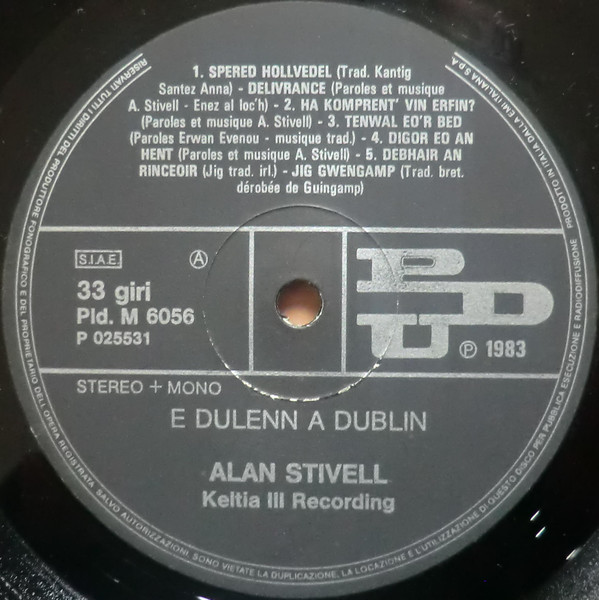 1. SPERED HOLLVEDEL (Trad. Kantig
Santez Anna) - DELIVRANCE (Paroles et musique
A. Stivell - Enez al loc'h) - 2. HA KOMPRENT' VIN ERFIN?
(Paroles et musique A. Stivell) - 3. TENWAL EO'R BED
(Paroles Erwan Evenou - musique trad.) - 4. DIGOR EO AN
HENT (Paroles et musique A. Stivell) - 5. DEBHAIR AN
RINCEOIR (Jig trad. irl.) - JIG GWENGAMP (Trad. bret.
dérobée de Guingamp)
S.I.A.E.
A
33 giri
Pld. M 6056
P 025531
PDU
℗ 1983
STEREO + MONO
E DULENN A DUBLIN
ALAN STIVELL
Keltia III Recording
RISERVATI TUTTI I DIRITTI DEL PRODUTTORE FONOGRAFICO E DEL PROPRIETARIO DELL'OPERA REGISTRATA SALVO AUTORIZZAZIONI, SONO VIETATE LA DUPLICAZIONE, LA LOCAZIONE E L'UTILIZZAZIONE DI QUESTO DISCO PER PUBBLICA ESECUZIONE E RADIODIFFUSIONE PRODOTTO IN ITALIA DALLA EMI ITALIANA S.p.A.